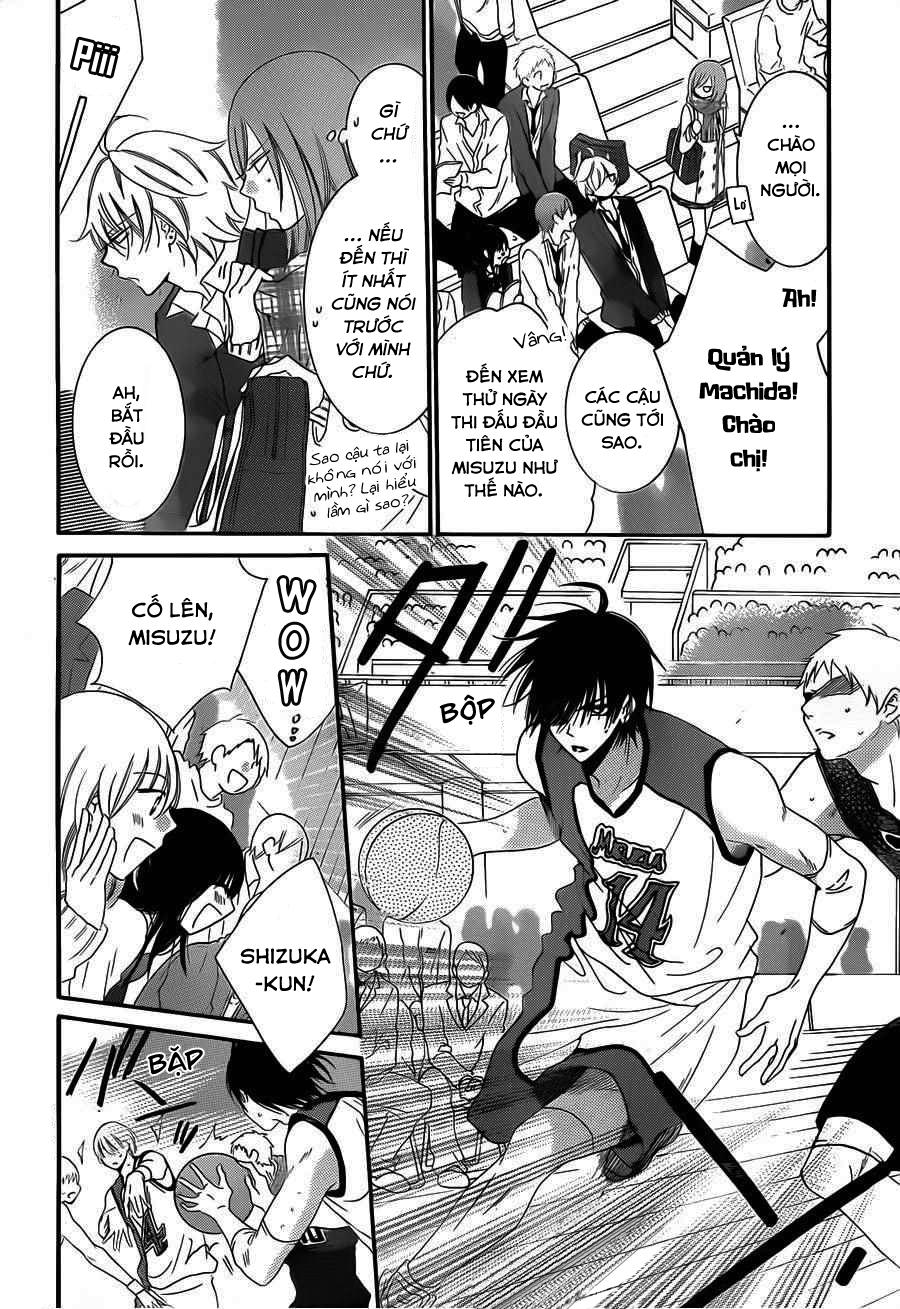 ...
CHÀO
MỌI
NGƯỜI.
Lơ
Ah!
Quản lý
Machida!
Chào
chị!
Vâng!
CÁC CẬU
CŨNG TỚI
SAO.
ĐẾN XEM
THỬ NGÀY
THI ĐẤU ĐẦU
TIÊN CỦA
MISUZU NHƯ
THẾ NÀO.
Piii
GÌ
CHỨ
...
... NẾU
ĐẾN THÌ
ÍT NHẤT
CŨNG NÓI
TRƯỚC
VỚI MÌNH
CHỨ.
Sao cậu ta lại
không nói với
mình? Lại hiểu
lầm gì sao?
AH,
BẮT
ĐẦU
RỒI.
BỘP
14
WOW...
CỐ LÊN,
MISUZU!
SHIZUKA
-KUN!
BẶP